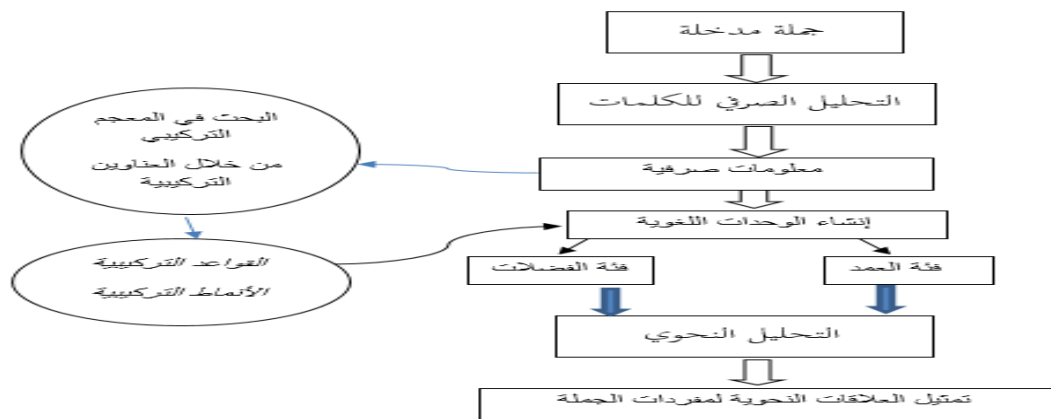 جملة مدخلة
التحليل الصرفي للكلمات
البحث في المعجم
التركيبي
من خلال العناوين
التركيبية
معلومات صرفية
إنشاء الوحدات اللغوية
القواعد التركيبية
الأنماط التركيبية
فئة العمد
فئة الفضلات
التحليل النحوي
تمثيل العلاقات النحوية لمفردات الجملة